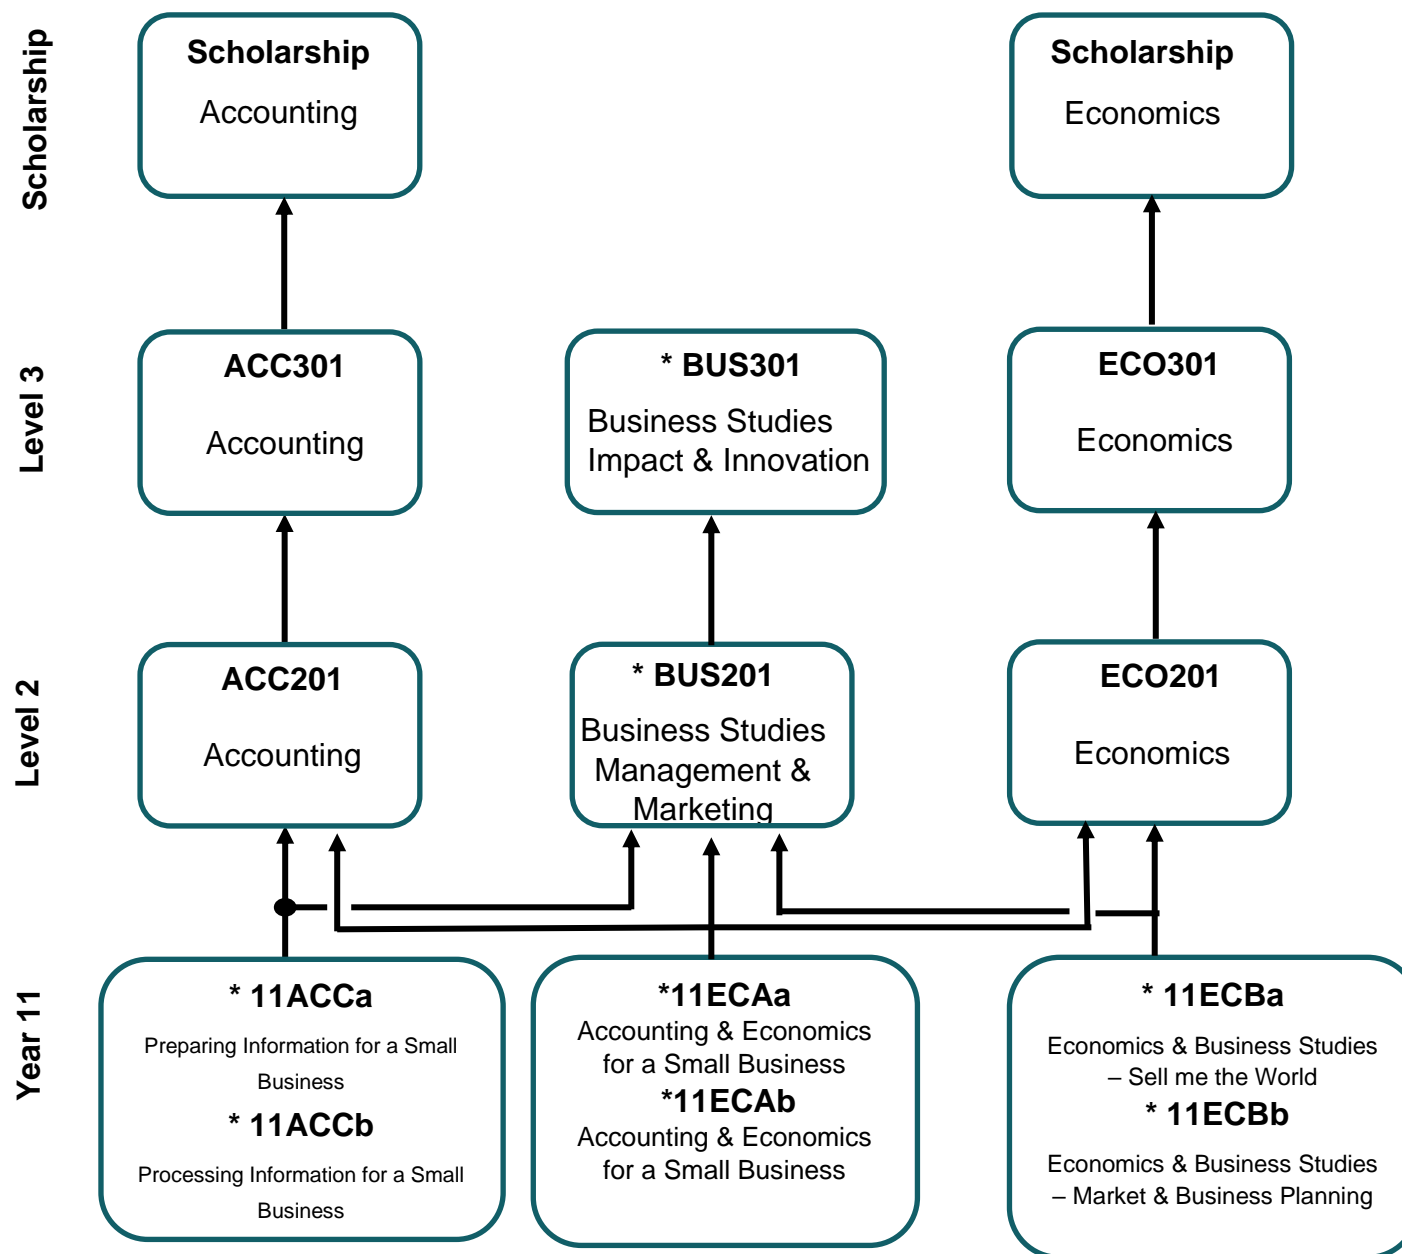 Scholarship
Scholarship
Accounting
Scholarship
Economics
Level 3
ACC301
Accounting
* BUS301
Business Studies
Impact & Innovation
ECO301
Economics
Level 2
ACC201
Accounting
* BUS201
Business Studies
Management &
Marketing
ECO201
Economics
Year 11
* 11ACCa
Preparing Information for a Small
Business
* 11ACCb
Processing Information for a Small
Business
*11ECAa
Accounting & Economics
for a Small Business
*11ECAb
Accounting & Economics
for a Small Business
* 11ECBa
Economics & Business Studies
– Sell me the World
* 11ECBb
Economics & Business Studies
– Market & Business Planning